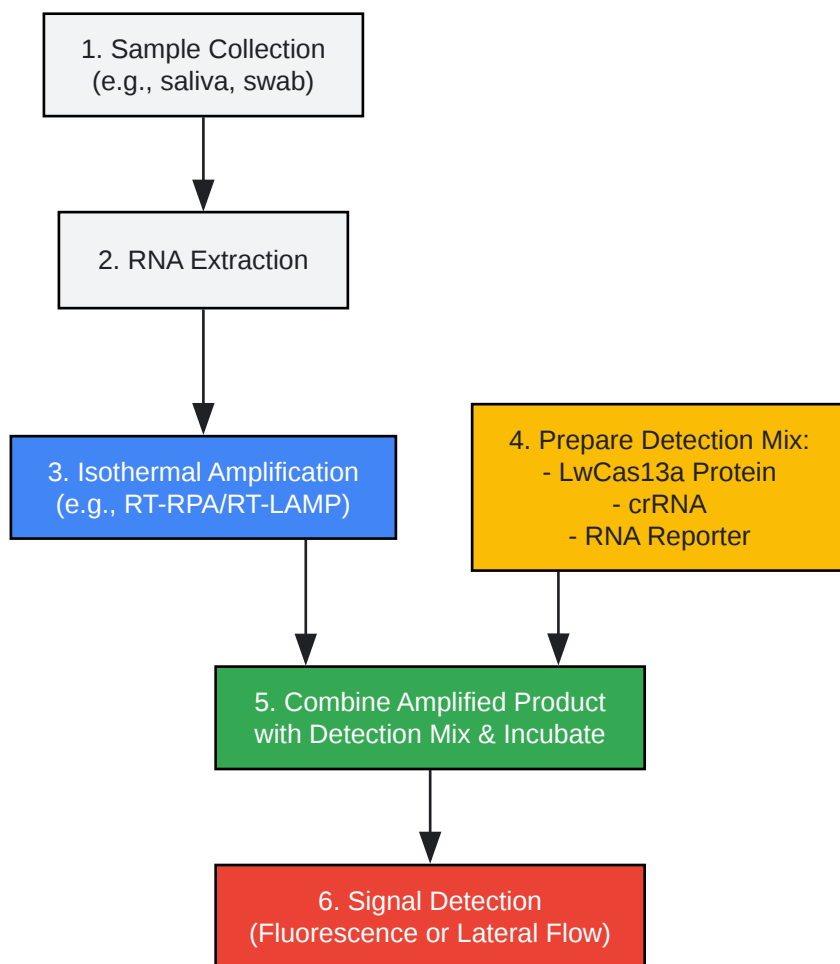 1. Sample Collection
(e.g., saliva, swab)
2. RNA Extraction
3. Isothermal Amplification
(e.g., RT-RPA/RT-LAMP)
4. Prepare Detection Mix:
- LwCas13a Protein
- crRNA
- RNA Reporter
5. Combine Amplified Product
with Detection Mix & Incubate
6. Signal Detection
(Fluorescence or Lateral Flow)